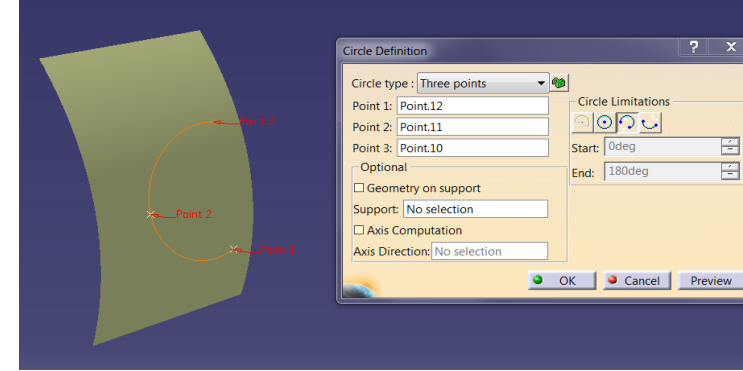 Circle Definition
? X
Circle type : Three points
Point 1: Point.12
Point 2: Point.11
Point 3: Point.10
Optional
Geometry on support
Support: No selection
Axis Computation
Axis Direction: No selection
Circle Limitations
Start: 0deg
End: 180deg
OK Cancel Preview
Point 3
Point 2
Point 1